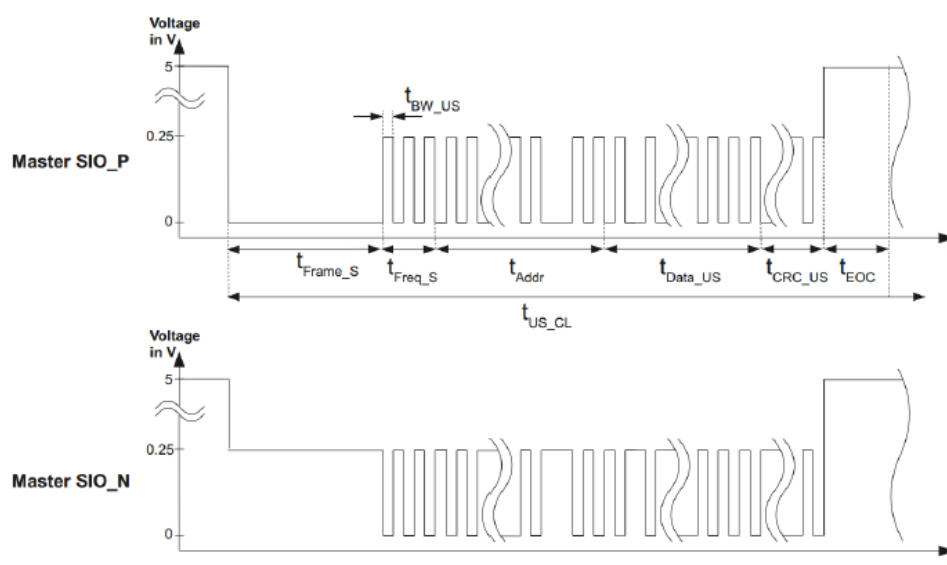 Voltage
in V
5
t_BW_US
0.25
Master SIO_P
0
t_Frame_S
t_Freq_S
t_Addr
t_Data_US
t_CRC_US
t_EOC
t_US_CL
Voltage
in V
5
0.25
Master SIO_N
0